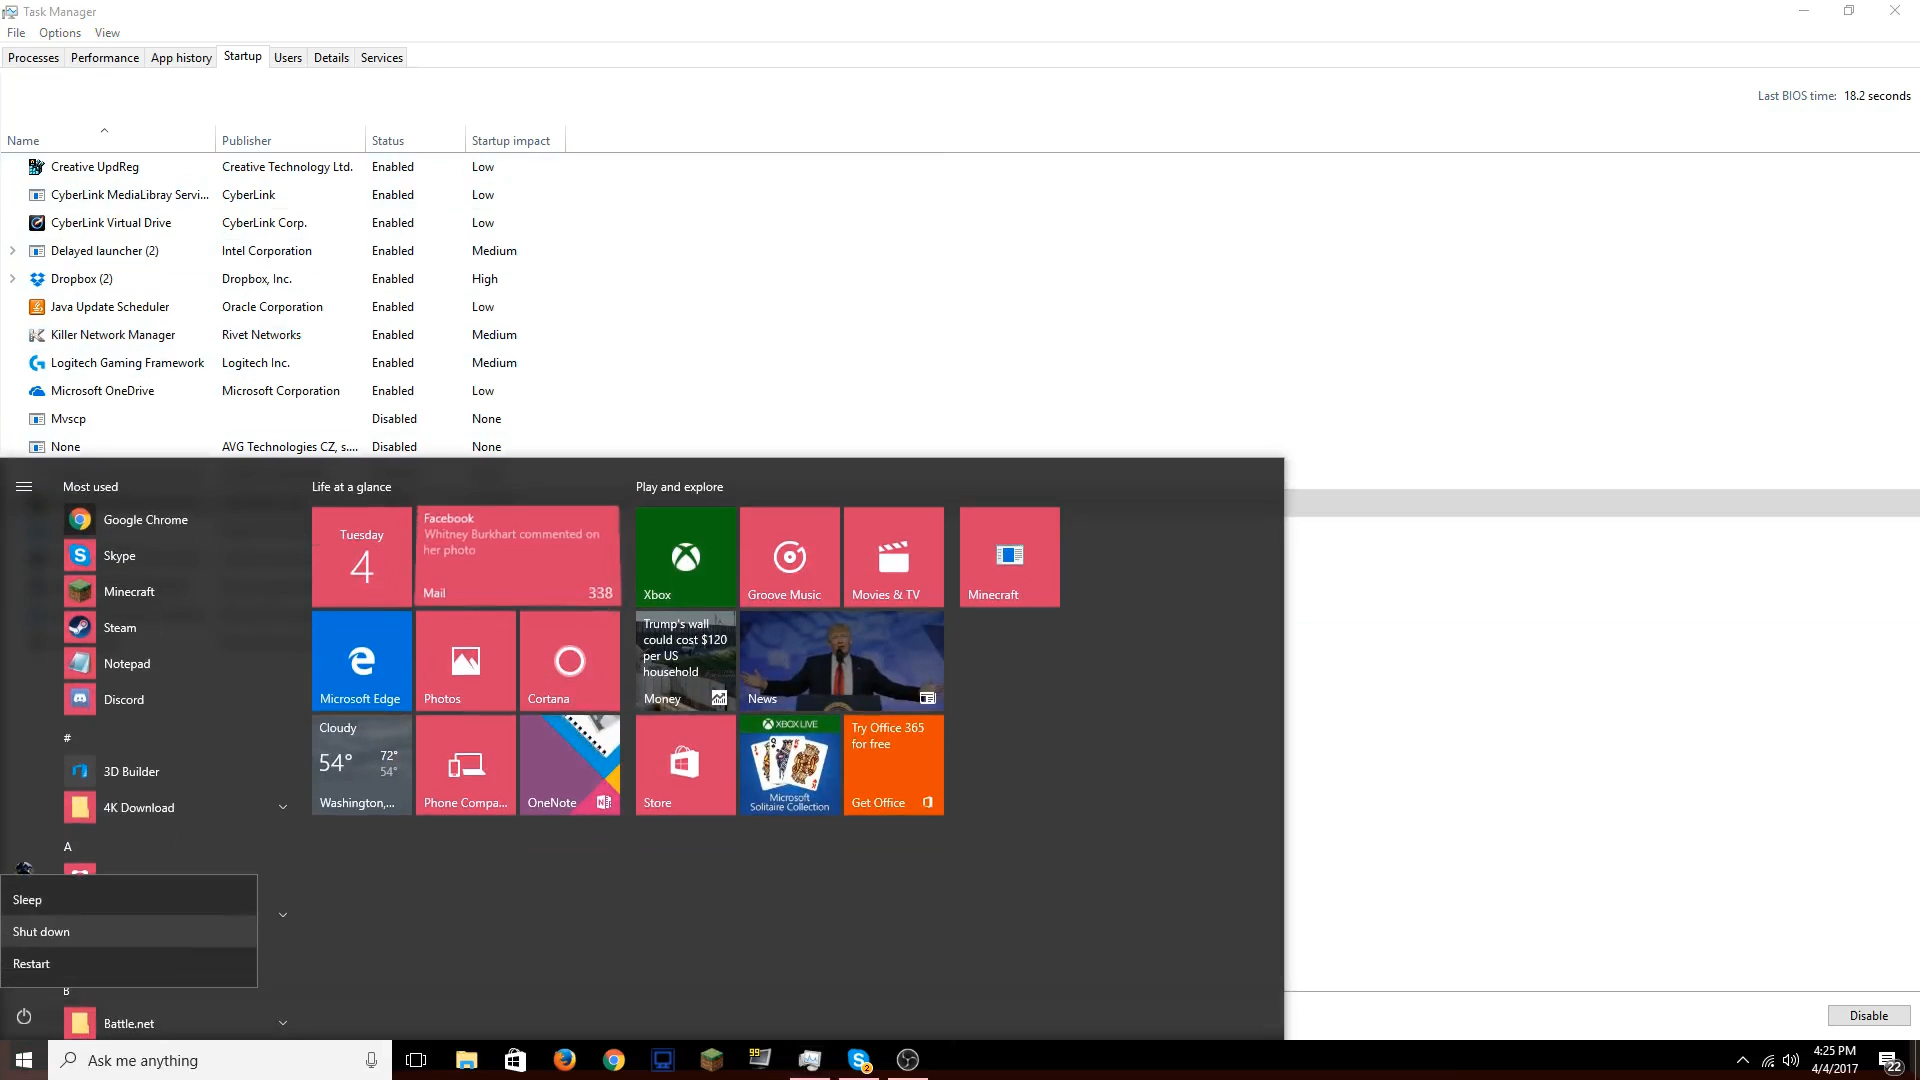 Task Manager
File Options View
Processes Performance App history Startup Users Details Services
Last BIOS time: 18.2 seconds
Name Publisher Status Startup impact
Creative UpdReg Creative Technology Ltd. Enabled Low
CyberLink MediaLibray Servi... CyberLink Enabled Low
CyberLink Virtual Drive CyberLink Corp. Enabled Low
Delayed launcher (2) Intel Corporation Enabled Medium
Dropbox (2) Dropbox, Inc. Enabled High
Java Update Scheduler Oracle Corporation Enabled Low
Killer Network Manager Rivet Networks Enabled Medium
Logitech Gaming Framework Logitech Inc. Enabled Medium
Microsoft OneDrive Microsoft Corporation Enabled Low
Mvscp Disabled None
None AVG Technologies CZ, s.... Disabled None
Most used
Google Chrome
Skype
Minecraft
Steam
Notepad
Discord
#
3D Builder
4K Download
A
Sleep
Shut down
Restart
B
Battle.net
Life at a glance
Tuesday
4
Facebook
Whitney Burkhart commented on
her photo
Mail 338
Microsoft Edge
Photos
Cortana
Cloudy
54° 72°
54°
Washington,...
Phone Compa...
OneNote
Play and explore
Xbox
Groove Music
Movies & TV
Minecraft
Trump's wall
could cost $120
per US
household
Money
News
Store
XBOX LIVE
Microsoft
Solitaire Collection
Try Office 365
for free
Get Office
Disable
Ask me anything
99
2
4:25 PM
4/4/2017
22